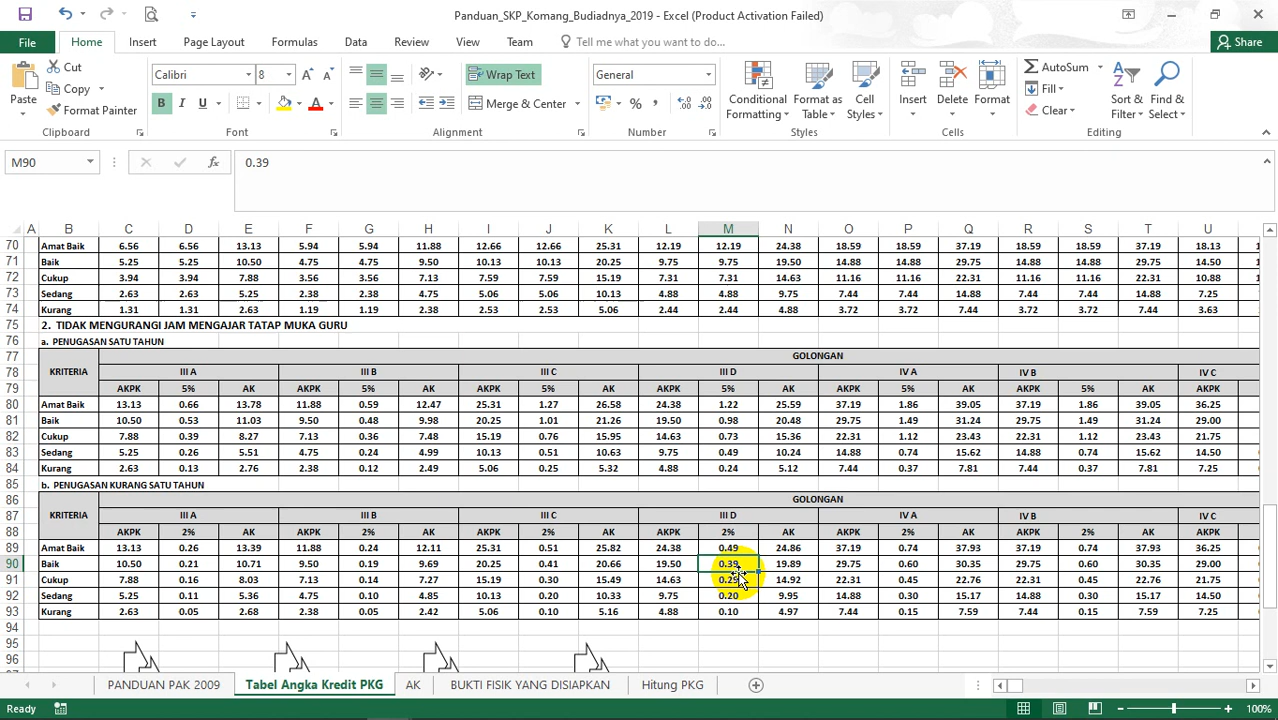 Panduan_SKP_Komang_Budiadnya_2019 - Excel (Product Activation Failed)
File Home Insert Page Layout Formulas Data Review View Team Tell me what you want to do... Share
Paste Cut Copy Format Painter Calibri 8 B I U Wrap Text Merge & Center General Conditional Formatting Format as Table Cell Styles Insert Delete Format AutoSum Fill Clear Sort & Filter Find & Select
Clipboard Font Alignment Number Styles Cells Editing
M90 fx 0.39
A B C D E F G H I J K L M N O P Q R S T U
70 Amat Baik 6.56 6.56 13.13 5.94 5.94 11.88 12.66 12.66 25.31 12.19 12.19 24.38 18.59 18.59 37.19 18.59 18.59 37.19 18.13
71 Baik 5.25 5.25 10.50 4.75 4.75 9.50 10.13 10.13 20.25 9.75 9.75 19.50 14.88 14.88 29.75 14.88 14.88 29.75 14.50
72 Cukup 3.94 3.94 7.88 3.56 3.56 7.13 7.59 7.59 15.19 7.31 7.31 14.63 11.16 11.16 22.31 11.16 11.16 22.31 10.88
73 Sedang 2.63 2.63 5.25 2.38 2.38 4.75 5.06 5.06 10.13 4.88 4.88 9.75 7.44 7.44 14.88 7.44 7.44 14.88 7.25
74 Kurang 1.31 1.31 2.63 1.19 1.19 2.38 2.53 2.53 5.06 2.44 2.44 4.88 3.72 3.72 7.44 3.72 3.72 7.44 3.63
75 2. TIDAK MENGURANGI JAM MENGAJAR TATAP MUKA GURU
76 a. PENUGASAN SATU TAHUN
77 GOLONGAN
78 KRITERIA III A III B III C III D IV A IV B IV C
79 AKPK 5% AK AKPK 5% AK AKPK 5% AK AKPK 5% AK AKPK 5% AK AKPK 5% AK AKPK
80 Amat Baik 13.13 0.66 13.78 11.88 0.59 12.47 25.31 1.27 26.58 24.38 1.22 25.59 37.19 1.86 39.05 37.19 1.86 39.05 36.25
81 Baik 10.50 0.53 11.03 9.50 0.48 9.98 20.25 1.01 21.26 19.50 0.98 20.48 29.75 1.49 31.24 29.75 1.49 31.24 29.00
82 Cukup 7.88 0.39 8.27 7.13 0.36 7.48 15.19 0.76 15.95 14.63 0.73 15.36 22.31 1.12 23.43 22.31 1.12 23.43 21.75
83 Sedang 5.25 0.26 5.51 4.75 0.24 4.99 10.13 0.51 10.63 9.75 0.49 10.24 14.88 0.74 15.62 14.88 0.74 15.62 14.50
84 Kurang 2.63 0.13 2.76 2.38 0.12 2.49 5.06 0.25 5.32 4.88 0.24 5.12 7.44 0.37 7.81 7.44 0.37 7.81 7.25
85 b. PENUGASAN KURANG SATU TAHUN
86 GOLONGAN
87 KRITERIA III A III B III C III D IV A IV B IV C
88 AKPK 2% AK AKPK 2% AK AKPK 2% AK AKPK 2% AK AKPK 2% AK AKPK 2% AK AKPK
89 Amat Baik 13.13 0.26 13.39 11.88 0.24 12.11 25.31 0.51 25.82 24.38 0.49 24.86 37.19 0.74 37.93 37.19 0.74 37.93 36.25
90 Baik 10.50 0.21 10.71 9.50 0.19 9.69 20.25 0.41 20.66 19.50 0.39 19.89 29.75 0.60 30.35 29.75 0.60 30.35 29.00
91 Cukup 7.88 0.16 8.03 7.13 0.14 7.27 15.19 0.30 15.49 14.63 0.29 14.92 22.31 0.45 22.76 22.31 0.45 22.76 21.75
92 Sedang 5.25 0.11 5.36 4.75 0.10 4.85 10.13 0.20 10.33 9.75 0.20 9.95 14.88 0.30 15.17 14.88 0.30 15.17 14.50
93 Kurang 2.63 0.05 2.68 2.38 0.05 2.42 5.06 0.10 5.16 4.88 0.10 4.97 7.44 0.15 7.59 7.44 0.15 7.59 7.25
94
95
96
PANDUAN PAK 2009 Tabel Angka Kredit PKG AK BUKTI FISIK YANG DISIAPKAN Hitung PKG
Ready 100%